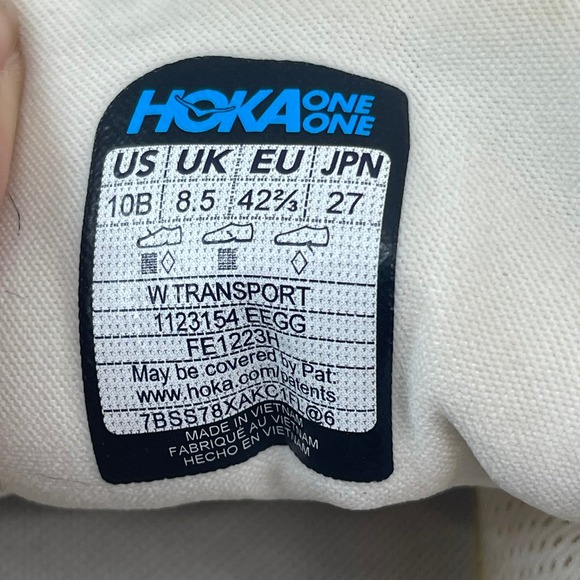 HOKA ONE ONE
US UK EU JPN
10B 8.5 42⅔ 27
W TRANSPORT
1123154 EEGG
FE1223H
May be covered by Pat:
www.hoka.com/patents
7BSS78XAKC1FL@6
MADE IN VIETNAM
FABRIQUÉ AU VIETNAM
HECHO EN VIETNAM